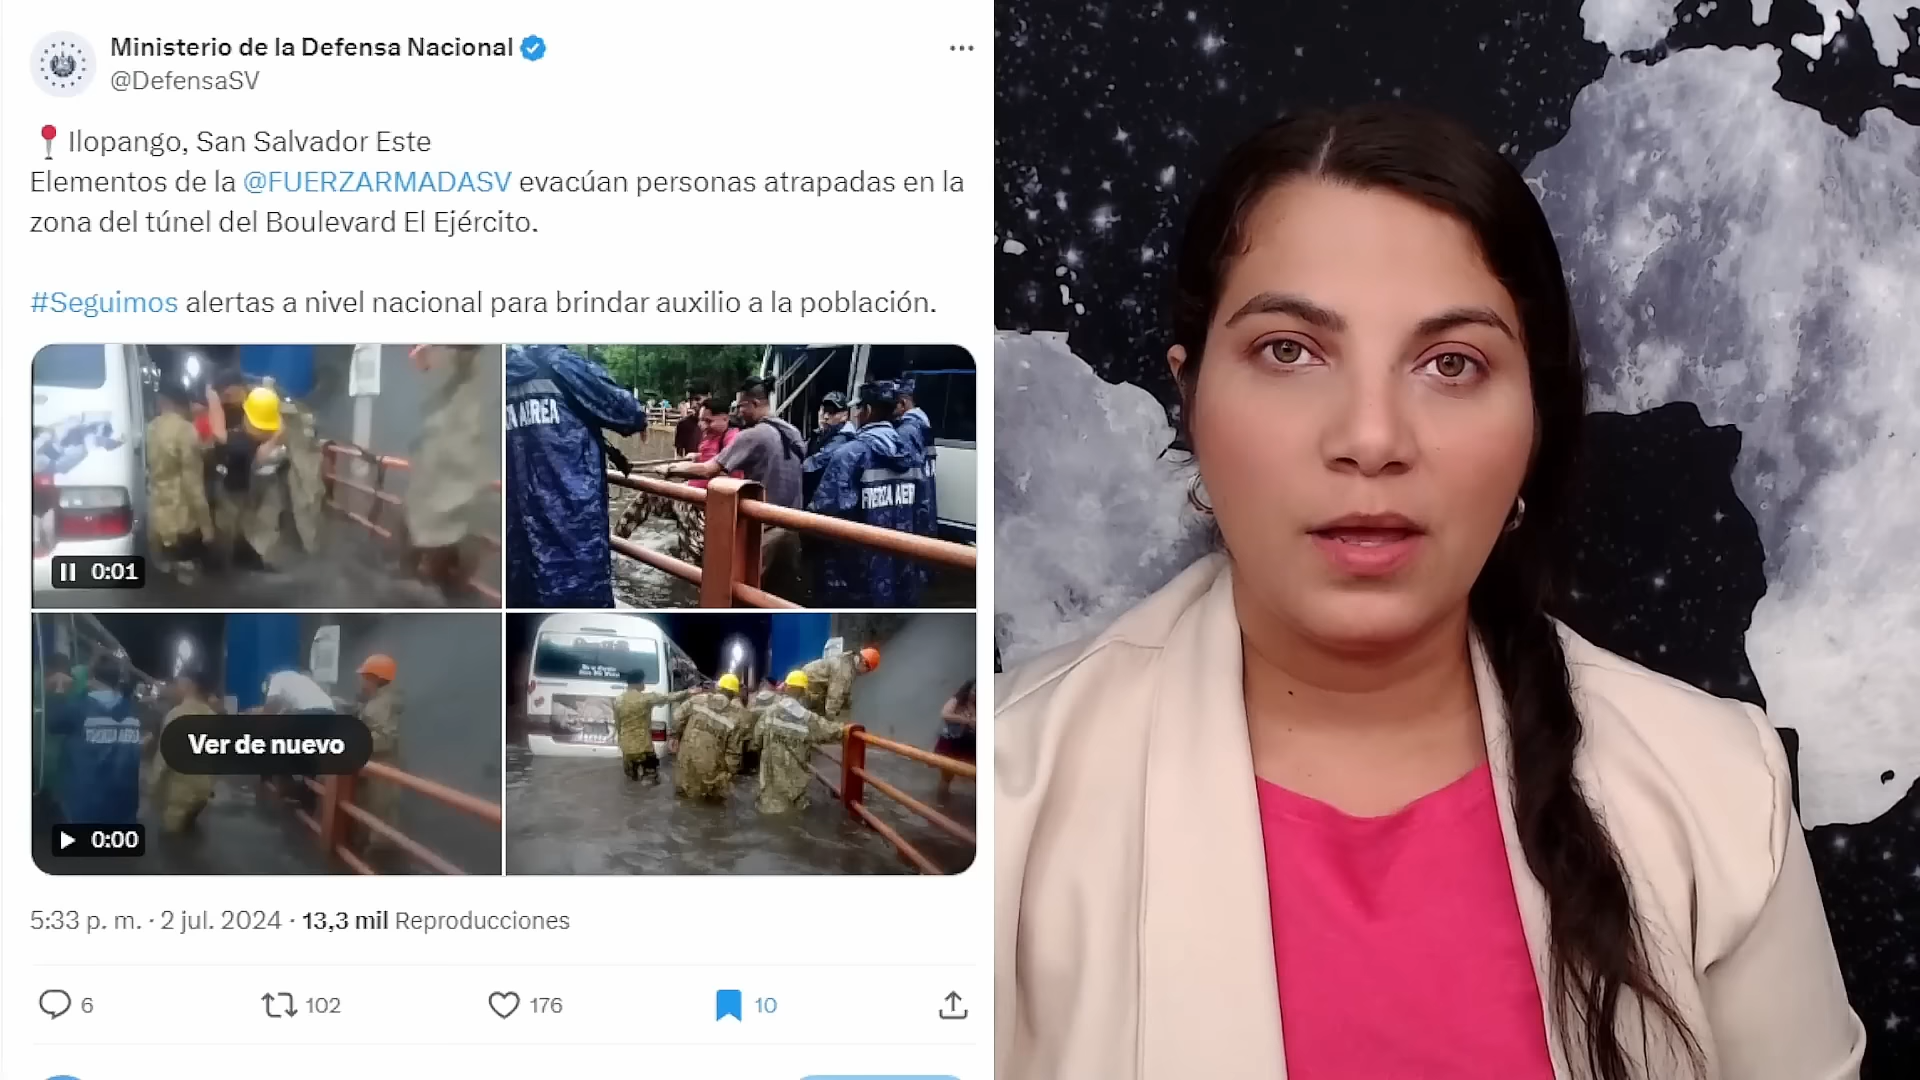 Ministerio de la Defensa Nacional
@DefensaSV
Ilopango, San Salvador Este
Elementos de la @FUERZARMADASV evacúan personas atrapadas en la
zona del túnel del Boulevard El Ejército.
#Seguimos alertas a nivel nacional para brindar auxilio a la población.
0:01
FUERZA AER
Ver de nuevo
0:00
5:33 p. m. · 2 jul. 2024 · 13,3 mil Reproducciones
6
102
176
10